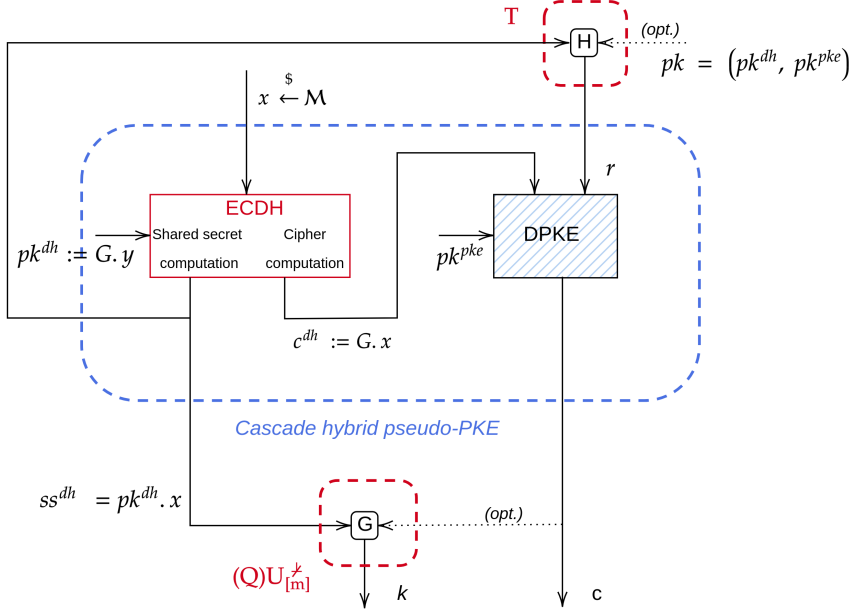 T
H
(opt.)
pk = (pk^{dh}, pk^{pke})
$
x ← M
r
ECDH
Shared secret
computation
Cipher
computation
DPKE
pk^{dh} := G.y
pk^{pke}
c^{dh} := G.x
Cascade hybrid pseudo-PKE
ss^{dh} = pk^{dh}.x
G
(opt.)
(Q)U_{[m]}^{⊥̸}
k
c